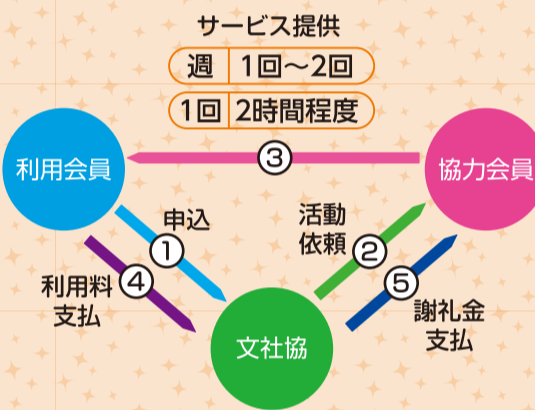 サービス提供
週 1回～2回
1回 2時間程度
③
利用会員
協力会員
申込
①
活動
依頼
②
④
利用料
支払
⑤
謝礼金
支払
文社協